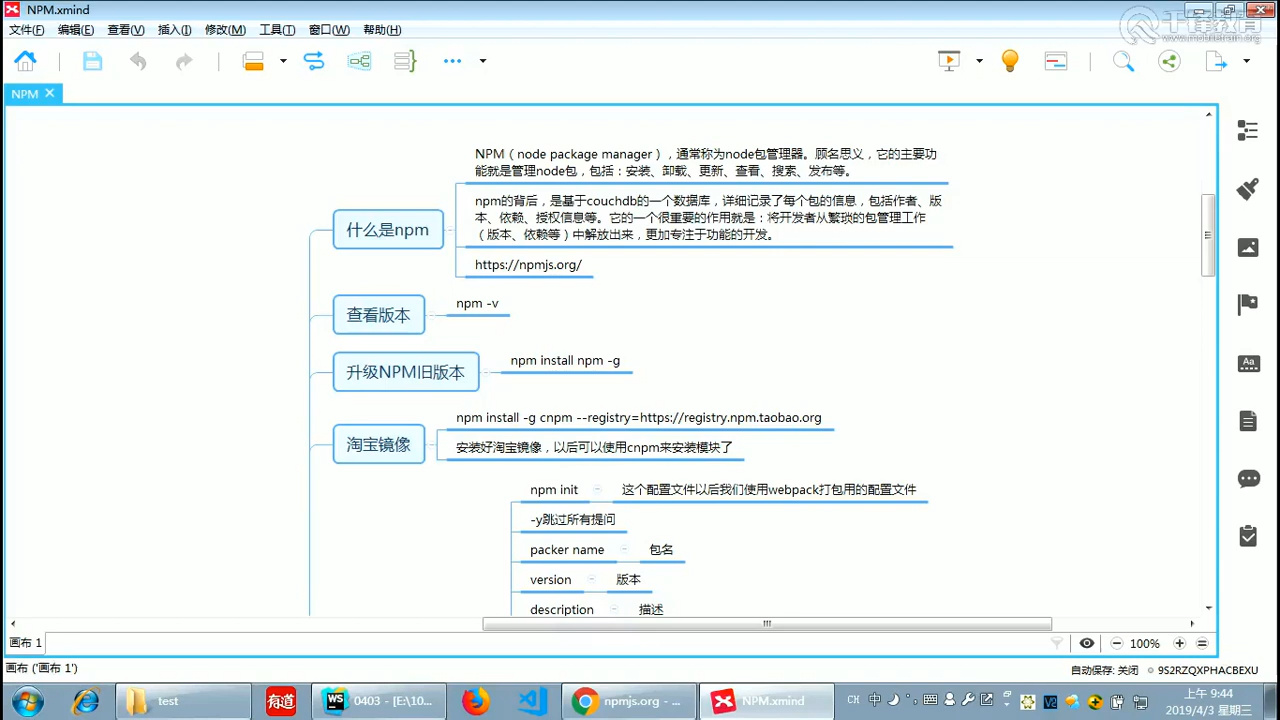 NPM.xmind
千锋教育
www.mobiletrain.org
文件(F) 编辑(E) 查看(V) 插入(I) 修改(M) 工具(T) 窗口(W) 帮助(H)
NPM
NPM（node package manager），通常称为node包管理器。顾名思义，它的主要功
能就是管理node包，包括：安装、卸载、更新、查看、搜索、发布等。
npm的背后，是基于couchdb的一个数据库，详细记录了每个包的信息，包括作者、版
本、依赖、授权信息等。它的一个很重要的作用就是：将开发者从繁琐的包管理工作
（版本、依赖等）中解放出来，更加专注于功能的开发。
什么是npm
https://npmjs.org/
查看版本
npm -v
升级NPM旧版本
npm install npm -g
淘宝镜像
npm install -g cnpm --registry=https://registry.npm.taobao.org
安装好淘宝镜像，以后可以使用cnpm来安装模块了
npm init 这个配置文件以后我们使用webpack打包用的配置文件
-y跳过所有提问
packer name 包名
version 版本
description 描述
画布 1
100%
画布 ('画布 1')
自动保存: 关闭 9S2RZQXPHACBEXU
test
有道
WS 0403 - [E:\10...
npmjs.org - ...
NPM.xmind
CH 中
上午 9:44
2019/4/3 星期三